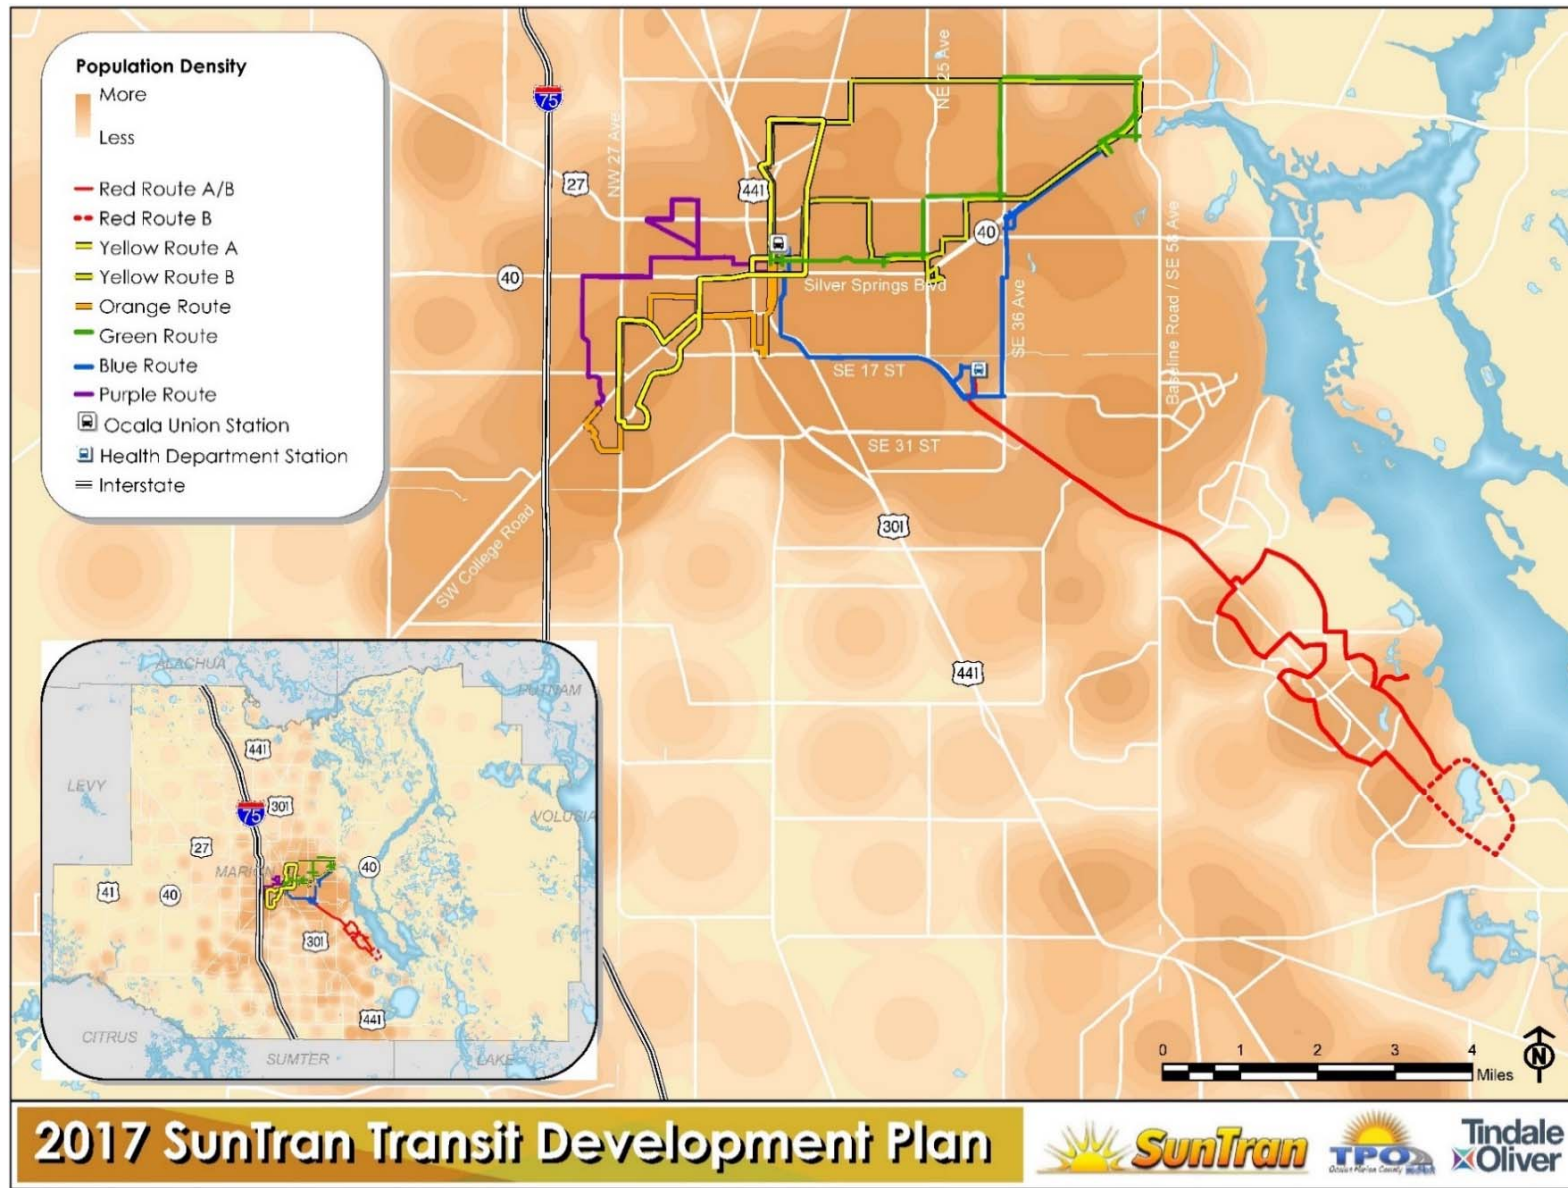 Population Density
More
Less
Red Route A/B
Red Route B
Yellow Route A
Yellow Route B
Orange Route
Green Route
Blue Route
Purple Route
Ocala Union Station
Health Department Station
Interstate
75
27
NW 27 Ave
441
NE 25 Ave
40
40
Silver Springs Blvd
SE 36 Ave
Baseline Road / SE 58 Ave
SE 17 ST
SE 31 ST
SW College Road
301
441
ALACHUA
PUTNAM
441
LEVY
75
301
VOLUSIA
27
MARION
40
41
40
301
441
CITRUS
SUMTER
LAKE
0 1 2 3 4
Miles
N
2017 SunTran Transit Development Plan
SunTran
TPO
Tindale
Oliver